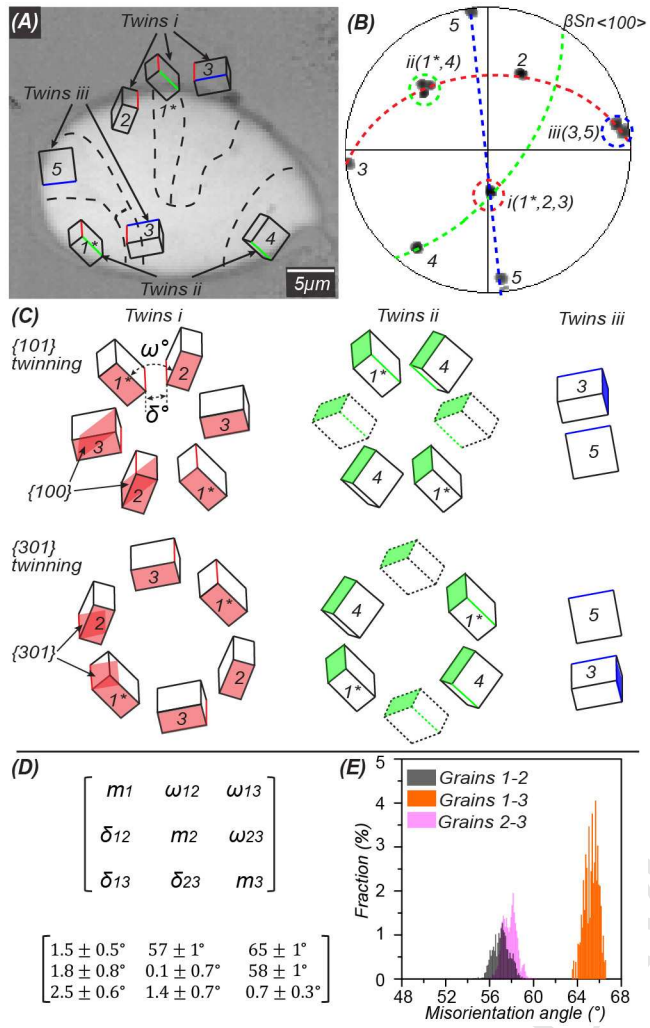 (A)
Twins i
Twins iii
3
1*
2
5
3
1*
4
Twins ii
5µm
(B)
βSn<100>
5
ii(1*,4)
2
iii(3,5)
3
i(1*,2,3)
4
5
(C)
Twins i
Twins ii
Twins iii
{101}
twinning
ω°
1*
2
δ°
3
3
2
1*
{100}
1*
4
4
1*
3
5
{301}
twinning
3
1*
2
2
{301}
1*
3
4
1*
1*
4
5
3
(D)
m1 ω12 ω13
δ12 m2 ω23
δ13 δ23 m3
1.5 ± 0.5° 57 ± 1° 65 ± 1°
1.8 ± 0.8° 0.1 ± 0.7° 58 ± 1°
2.5 ± 0.6° 1.4 ± 0.7° 0.7 ± 0.3°
(E)
Grains 1-2
Grains 1-3
Grains 2-3
Fraction (%)
5
4
3
2
1
0
48 52 56 60 64 68
Misorientation angle (°)